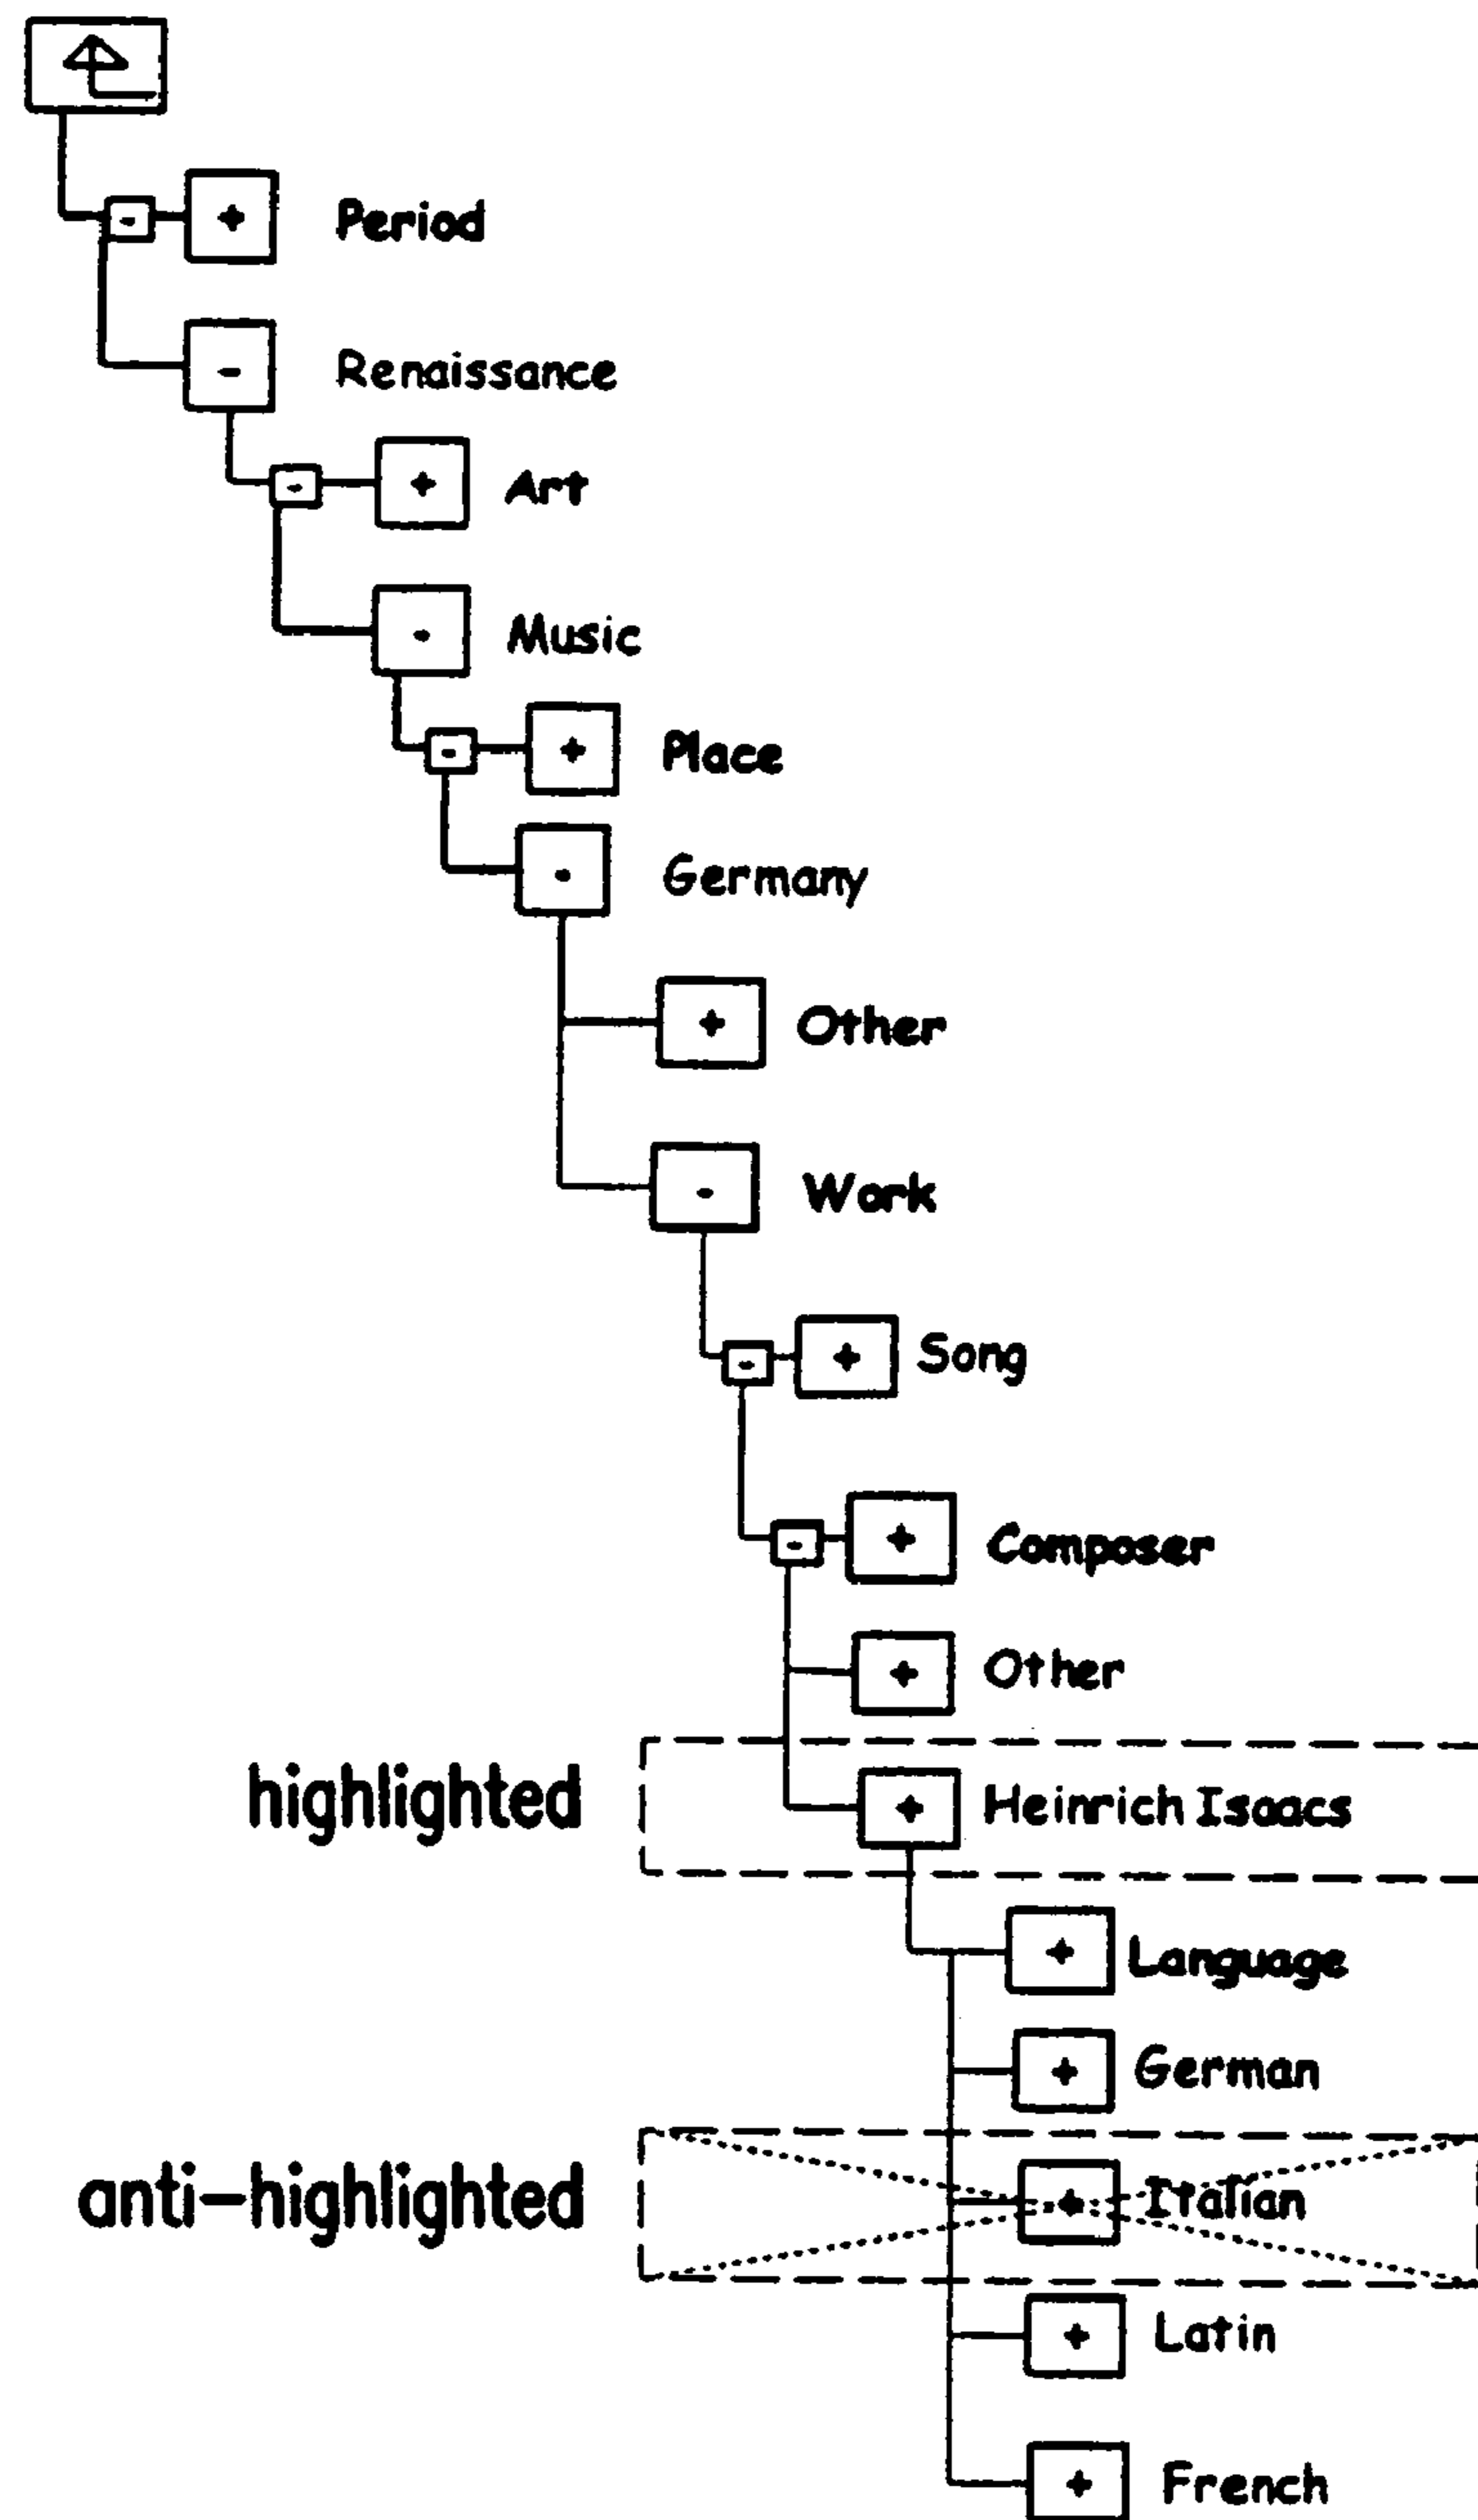 Period
Renaissance
Art
Music
Place
Germany
Other
Work
Song
Composer
Other
highlighted
Heinrich Isaacs
Language
German
anti-highlighted
Italian
Latin
French